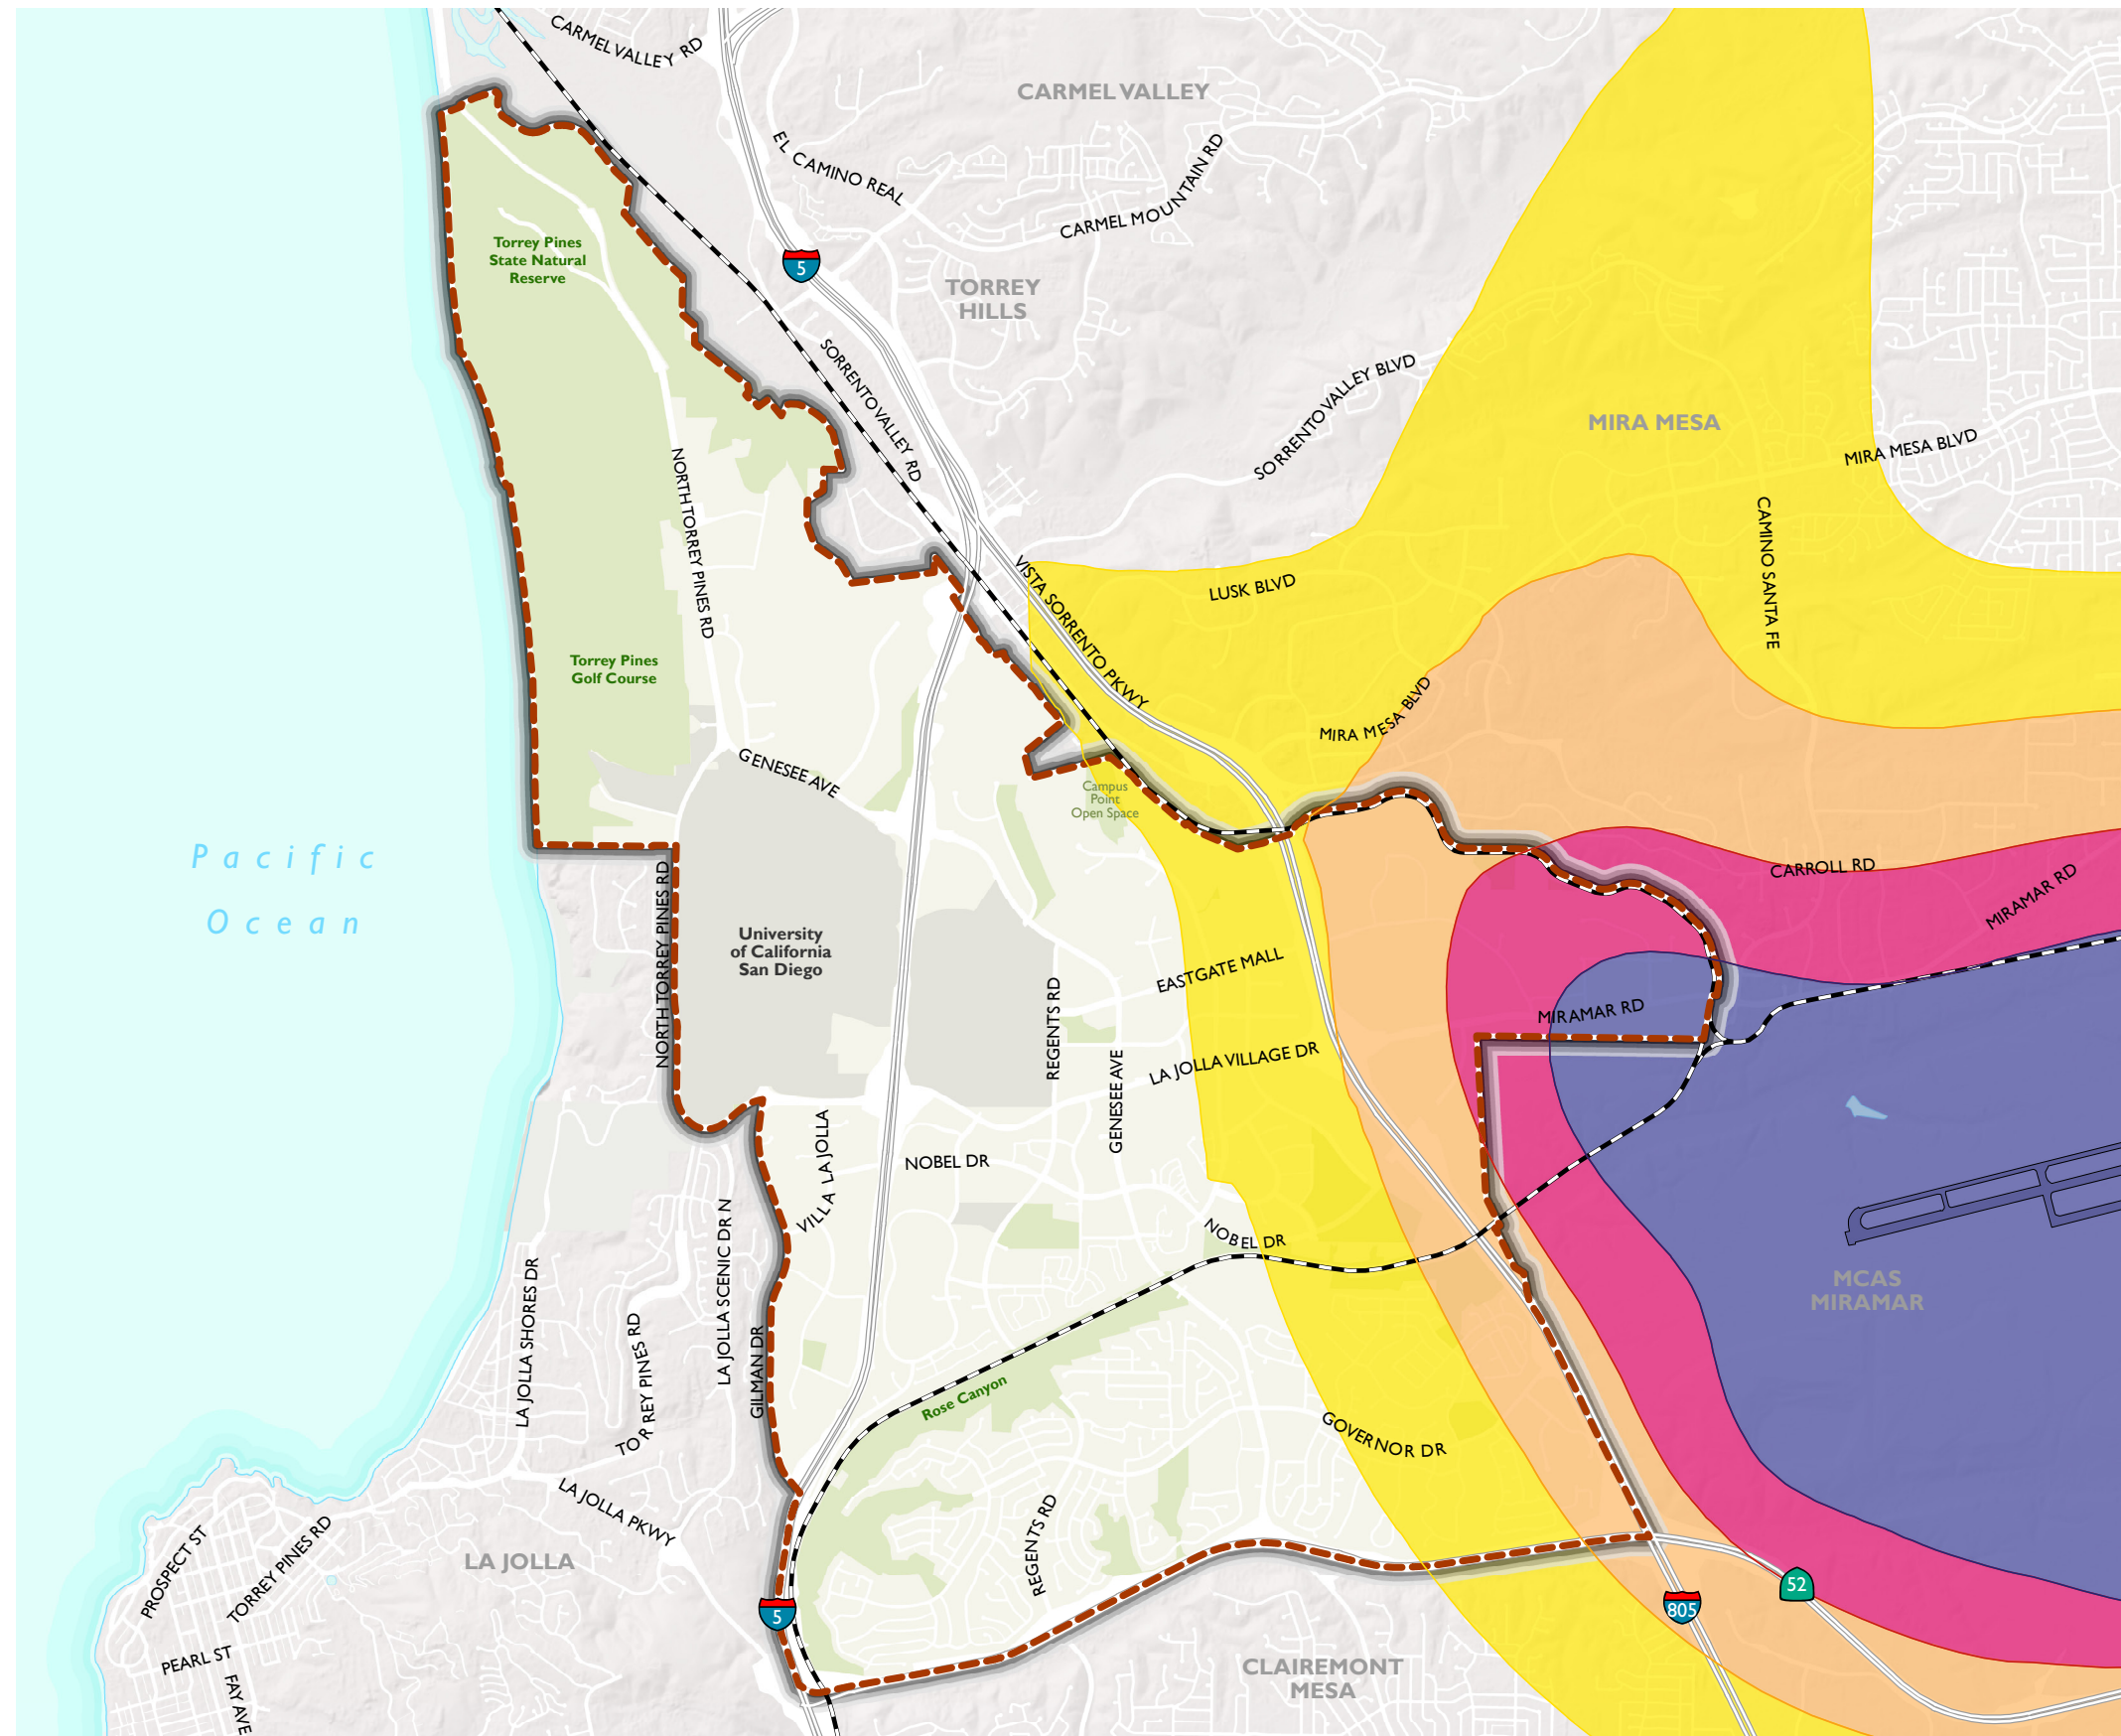 CARMEL VALLEY RD
CARMEL VALLEY
EL CAMINO REAL
CARMEL MOUNTAIN RD
Torrey Pines
State Natural
Reserve
5
TORREY
HILLS
SORRENTO VALLEY RD
SORRENTO VALLEY BLVD
MIRA MESA
MIRA MESA BLVD
NORTH TORREY PINES RD
CAMINO SANTA FE
VISTA SORRENTO PKWY
LUSK BLVD
Torrey Pines
Golf Course
MIRA MESA BLVD
GENESEE AVE
Campus
Point
Open Space
Pacific
Ocean
NORTH TORREY PINES RD
University
of California
San Diego
CARROLL RD
MIRAMAR RD
EASTGATE MALL
REGENTS RD
MIRAMAR RD
LA JOLLA VILLAGE DR
GENESEE AVE
VILLA LA JOLLA
NOBEL DR
NOBEL DR
LA JOLLA SCENIC DR N
LA JOLLA SHORES DR
TORREY PINES RD
GILMAN DR
MCAS
MIRAMAR
Rose Canyon
GOVERNOR DR
LA JOLLA PKWY
REGENTS RD
PROSPECT ST
TORREY PINES RD
LA JOLLA
5
805
52
PEARL ST
FAY AVE
CLAIREMONT
MESA